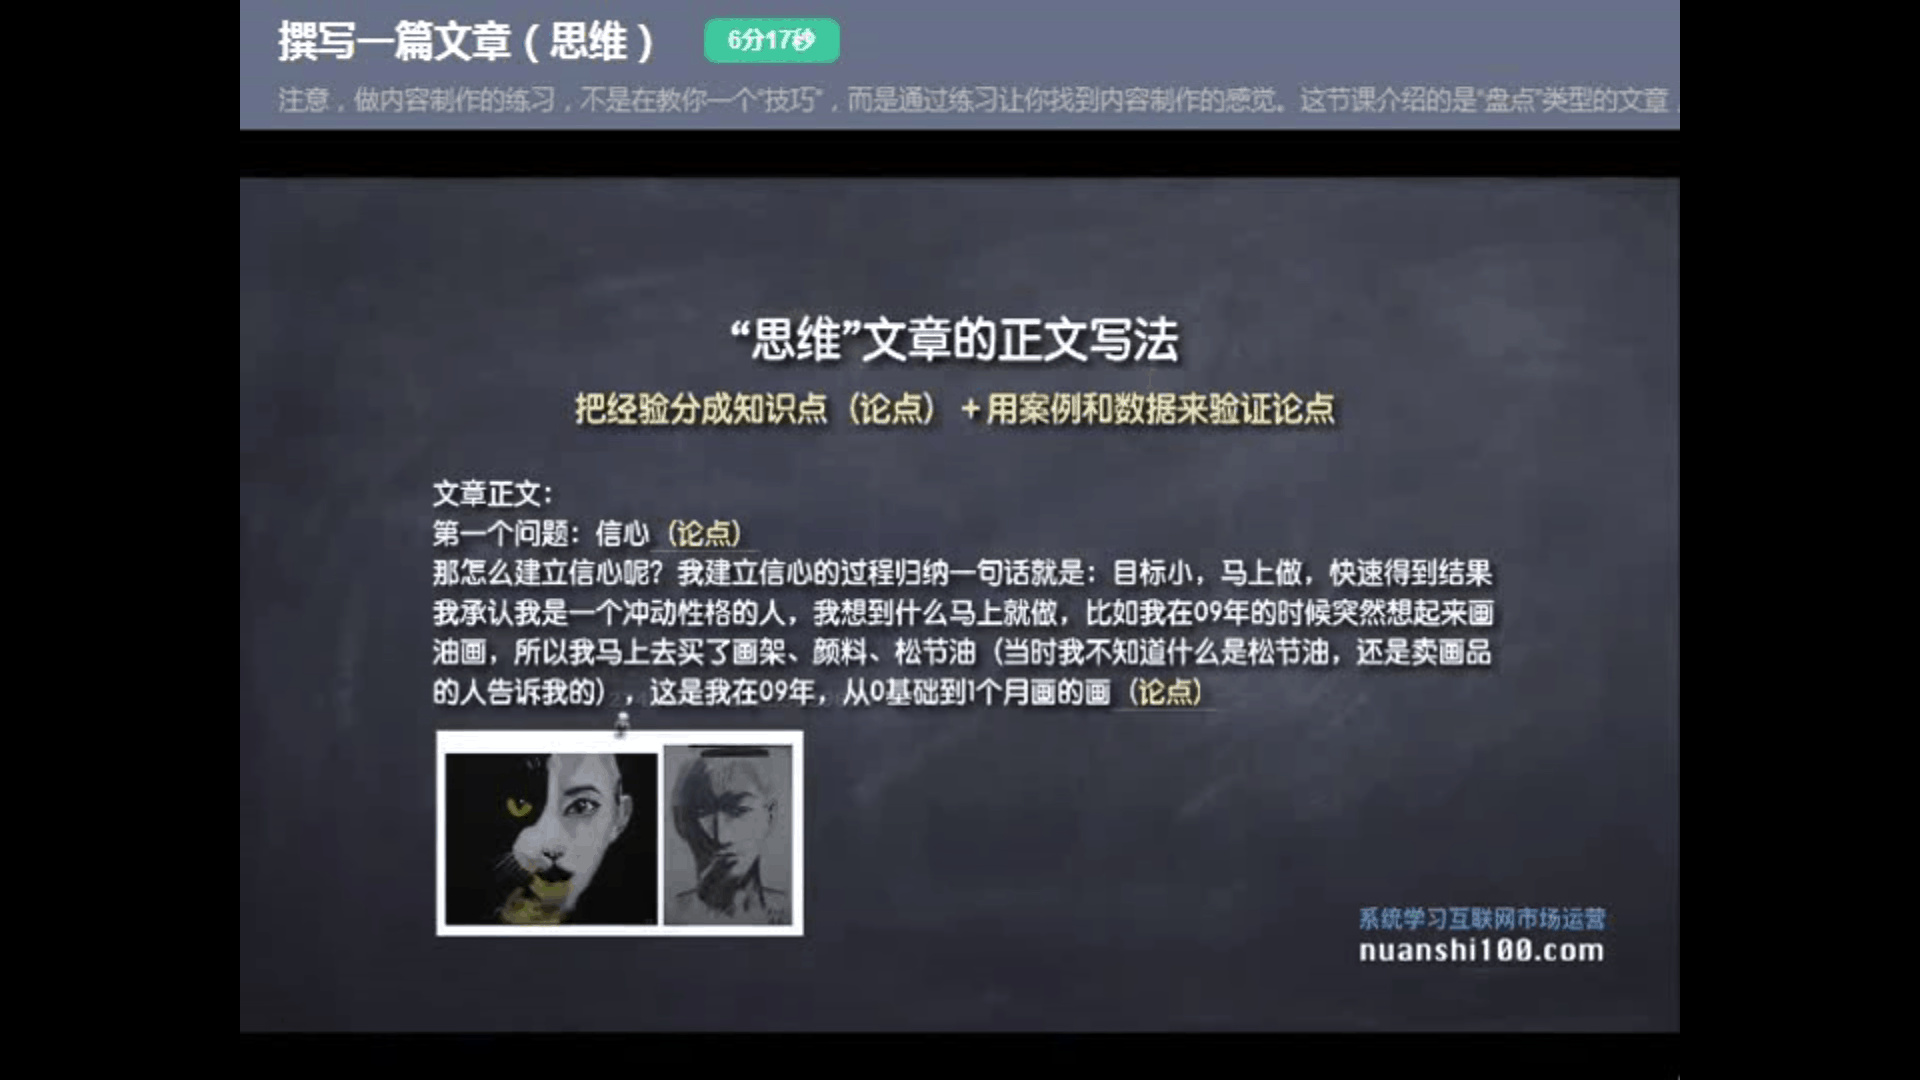 撰写一篇文章（思维）
6分17秒
注意，做内容制作的练习，不是在教你一个“技巧”，而是通过练习让你找到内容制作的感觉。这节课介绍的是“盘点”类型的文章，
“思维”文章的正文写法
把经验分成知识点（论点）+用案例和数据来验证论点
文章正文：
第一个问题：信心（论点）
那怎么建立信心呢？我建立信心的过程归纳一句话就是：目标小，马上做，快速得到结果
我承认我是一个冲动性格的人，我想到什么马上就做，比如我在09年的时候突然想起来画
油画，所以我马上去买了画架、颜料、松节油（当时我不知道什么是松节油，还是卖画品
的人告诉我的），这是我在09年，从0基础到1个月画的画（论点）
系统学习互联网市场运营
nuanshi100.com